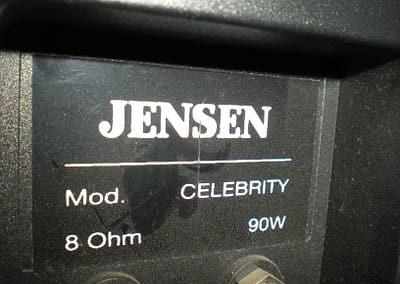 JENSEN
Mod. CELEBRITY
8 Ohm 90W